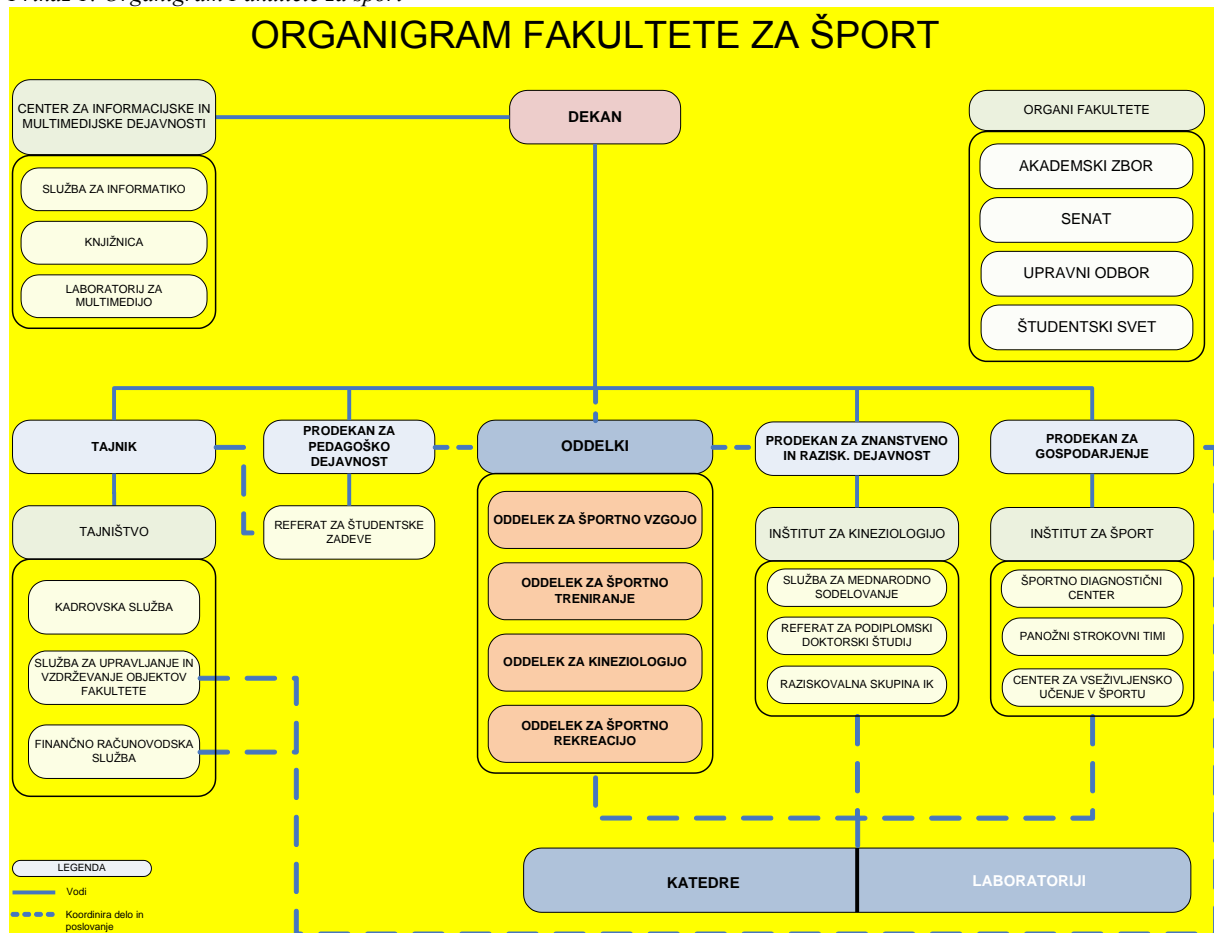 ORGANIGRAM FAKULTETE ZA ŠPORT
CENTER ZA INFORMACIJSKE IN
MULTIMEDIJSKE DEJAVNOSTI
SLUŽBA ZA INFORMATIKO
KNJIŽNICA
LABORATORIJ ZA
MULTIMEDIJO
DEKAN
ORGANI FAKULTETE
AKADEMSKI ZBOR
SENAT
UPRAVNI ODBOR
ŠTUDENTSKI SVET
TAJNIK
TAJNIŠTVO
KADROVSKA SLUŽBA
SLUŽBA ZA UPRAVLJANJE IN
VZDRŽEVANJE OBJEKTOV
FAKULTETE
FINANČNO RAČUNOVODSKA
SLUŽBA
PRODEKAN ZA
PEDAGOŠKO
DEJAVNOST
REFERAT ZA ŠTUDENTSKE
ZADEVE
ODDELKI
ODDELEK ZA ŠPORTNO VZGOJO
ODDELEK ZA ŠPORTNO
TRENIRANJE
ODDELEK ZA KINEZIOLOGIJO
ODDELEK ZA ŠPORTNO
REKREACIJO
PRODEKAN ZA ZNANSTVENO
IN RAZISK. DEJAVNOST
INŠTITUT ZA KINEZIOLOGIJO
SLUŽBA ZA MEDNARODNO
SODELOVANJE
REFERAT ZA PODIPLOMSKI
DOKTORSKI ŠTUDIJ
RAZISKOVALNA SKUPINA IK
PRODEKAN ZA
GOSPODARJENJE
INŠTITUT ZA ŠPORT
ŠPORTNO DIAGNOSTIČNI
CENTER
PANOŽNI STROKOVNI TIMI
CENTER ZA VSEŽIVLJENSKO
UČENJE V ŠPORTU
KATEDRE
LABORATORIJI
LEGENDA
Vodi
Koordinira delo in
poslovanje